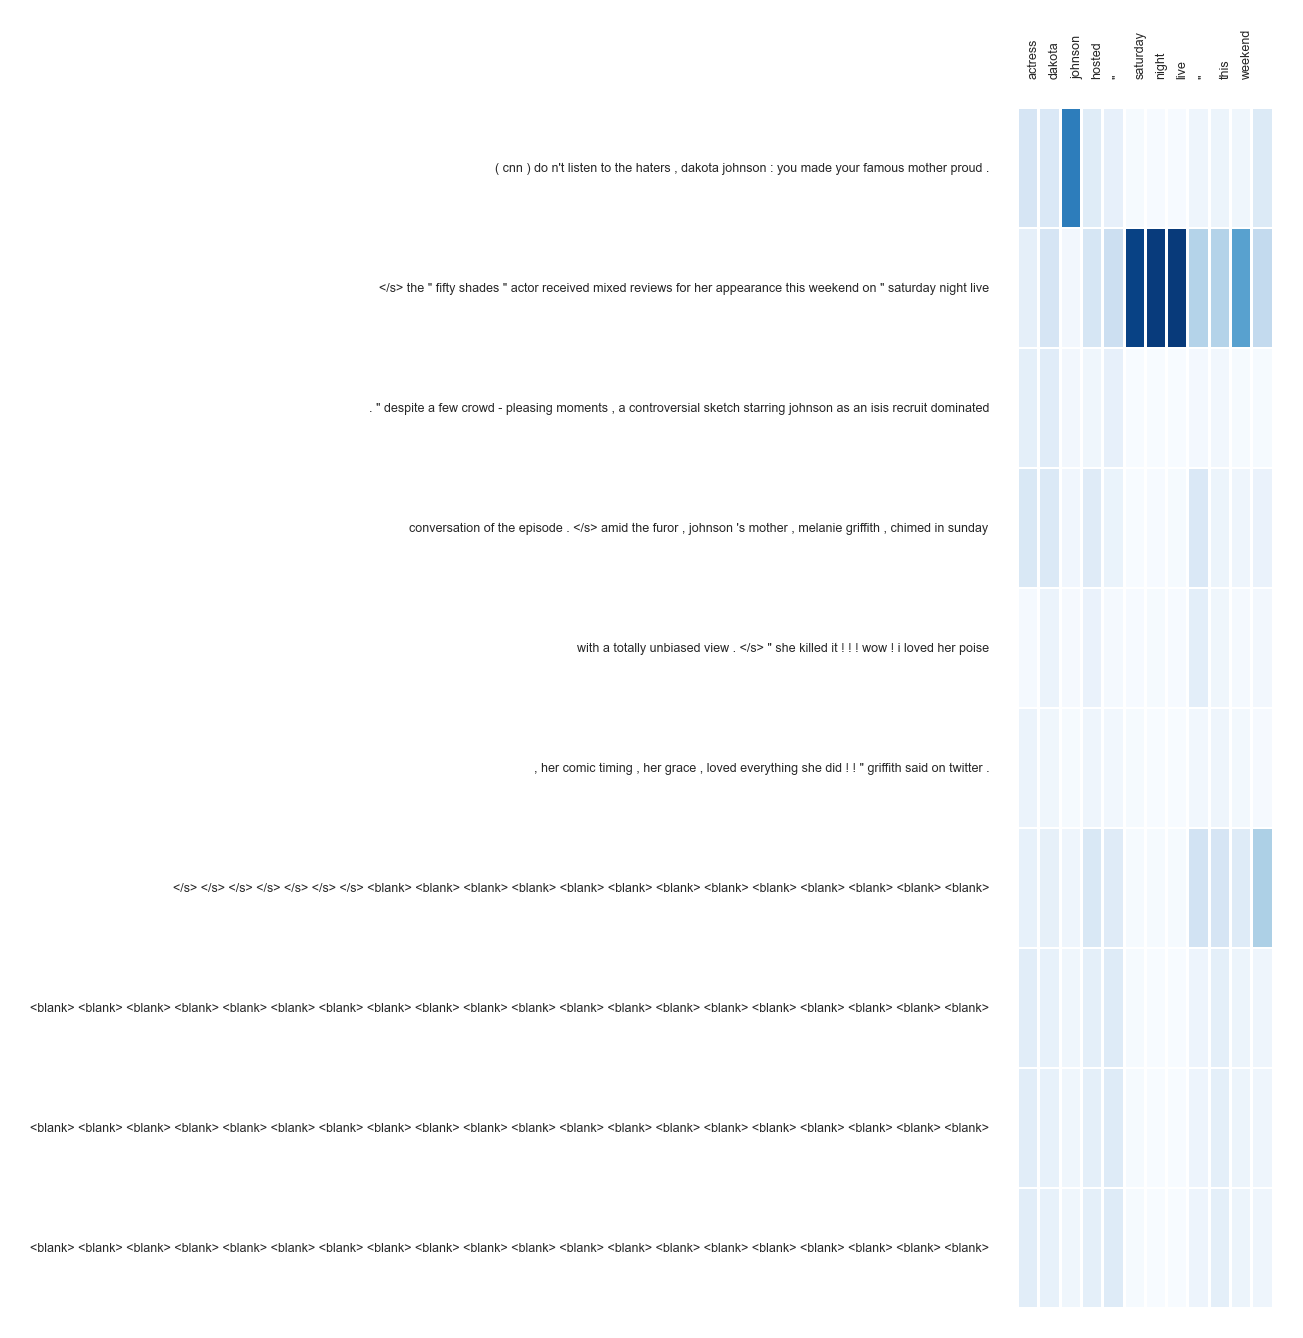 actress
dakota
johnson
hosted
"
saturday
night
live
"
this
weekend
( cnn ) do n't listen to the haters , dakota johnson : you made your famous mother proud .
</s> the " fifty shades " actor received mixed reviews for her appearance this weekend on " saturday night live
. " despite a few crowd - pleasing moments , a controversial sketch starring johnson as an isis recruit dominated
conversation of the episode . </s> amid the furor , johnson 's mother , melanie griffith , chimed in sunday
with a totally unbiased view . </s> " she killed it ! ! ! wow ! i loved her poise
, her comic timing , her grace , loved everything she did ! ! " griffith said on twitter .
</s> </s> </s> </s> </s> </s> </s> <blank> <blank> <blank> <blank> <blank> <blank> <blank> <blank> <blank> <blank> <blank> <blank> <blank>
<blank> <blank> <blank> <blank> <blank> <blank> <blank> <blank> <blank> <blank> <blank> <blank> <blank> <blank> <blank> <blank> <blank> <blank> <blank> <blank>
<blank> <blank> <blank> <blank> <blank> <blank> <blank> <blank> <blank> <blank> <blank> <blank> <blank> <blank> <blank> <blank> <blank> <blank> <blank> <blank>
<blank> <blank> <blank> <blank> <blank> <blank> <blank> <blank> <blank> <blank> <blank> <blank> <blank> <blank> <blank> <blank> <blank> <blank> <blank> <blank>